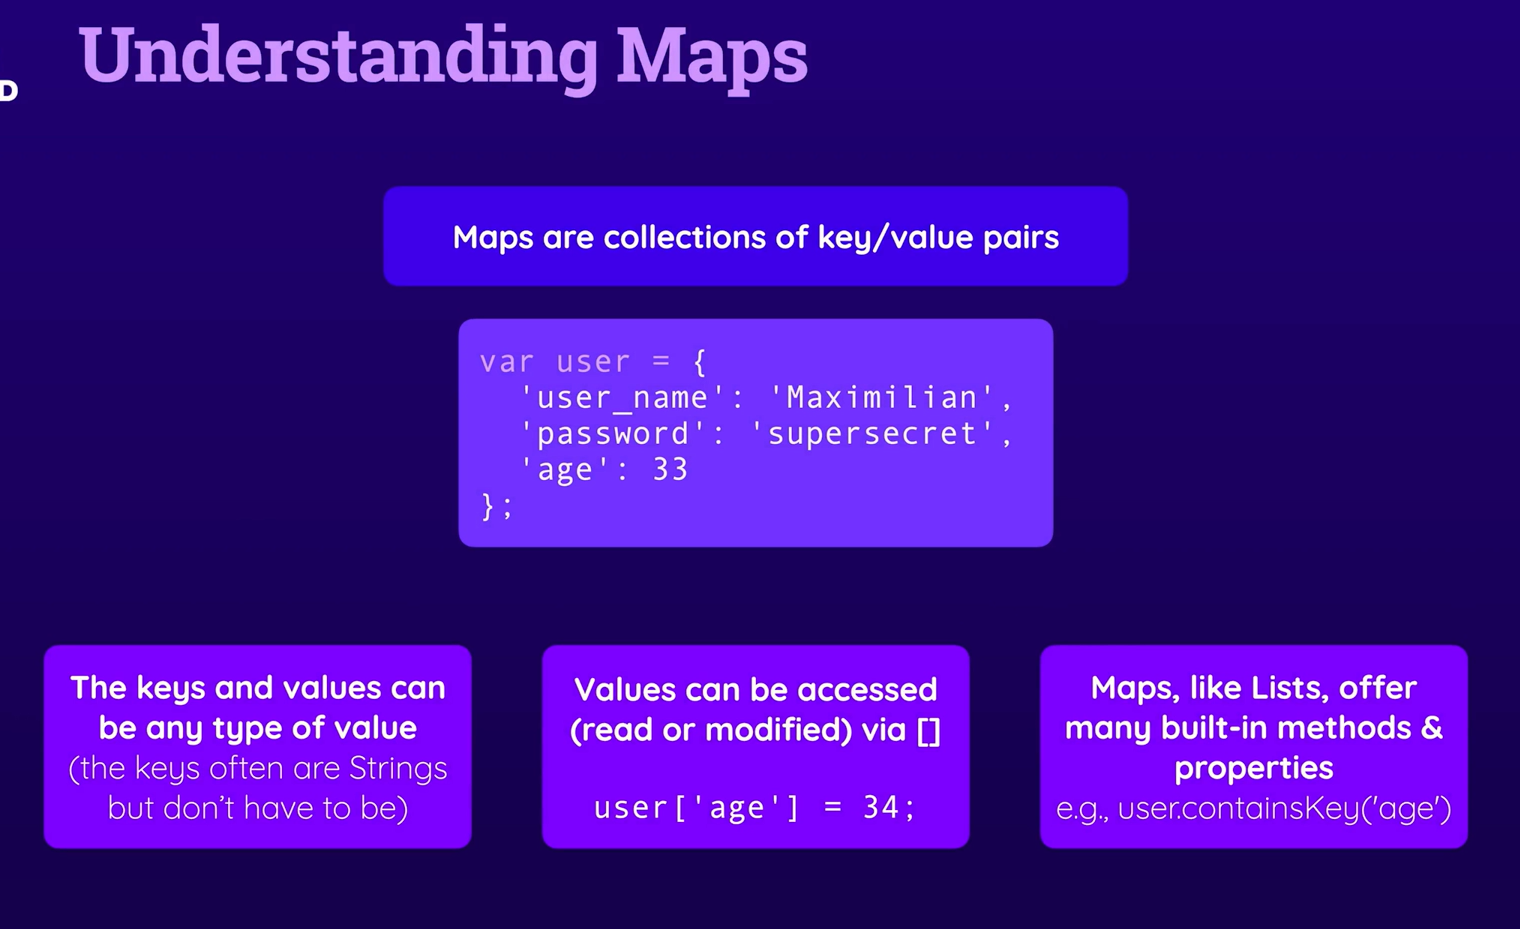 Understanding Maps
D
Maps are collections of key/value pairs
var user = {
'user_name': 'Maximilian',
'password': 'supersecret',
'age': 33
};
The keys and values can
be any type of value
(the keys often are Strings
but don't have to be)
Values can be accessed
(read or modified) via []
user['age'] = 34;
Maps, like Lists, offer
many built-in methods &
properties
e.g., user.containsKey('age')